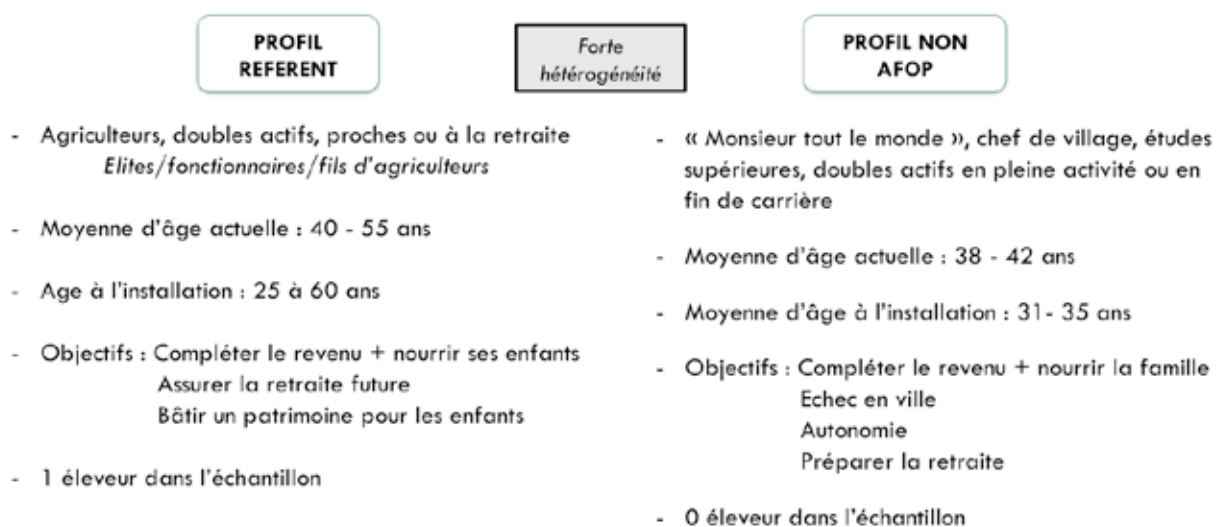 PROFIL
REFERENT
Forte
hétérogénéité
PROFIL NON
AFOP
- Agriculteurs, doubles actifs, proches ou à la retraite
Elites/fonctionnaires/fils d'agriculteurs
- Moyenne d'âge actuelle : 40 - 55 ans
- Age à l'installation : 25 à 60 ans
- Objectifs : Compléter le revenu + nourrir ses enfants
Assurer la retraite future
Bâtir un patrimoine pour les enfants
- 1 éleveur dans l'échantillon
- « Monsieur tout le monde », chef de village, études
supérieures, doubles actifs en pleine activité ou en
fin de carrière
- Moyenne d'âge actuelle : 38 - 42 ans
- Moyenne d'âge à l'installation : 31- 35 ans
- Objectifs : Compléter le revenu + nourrir la famille
Echec en ville
Autonomie
Préparer la retraite
- 0 éleveur dans l'échantillon